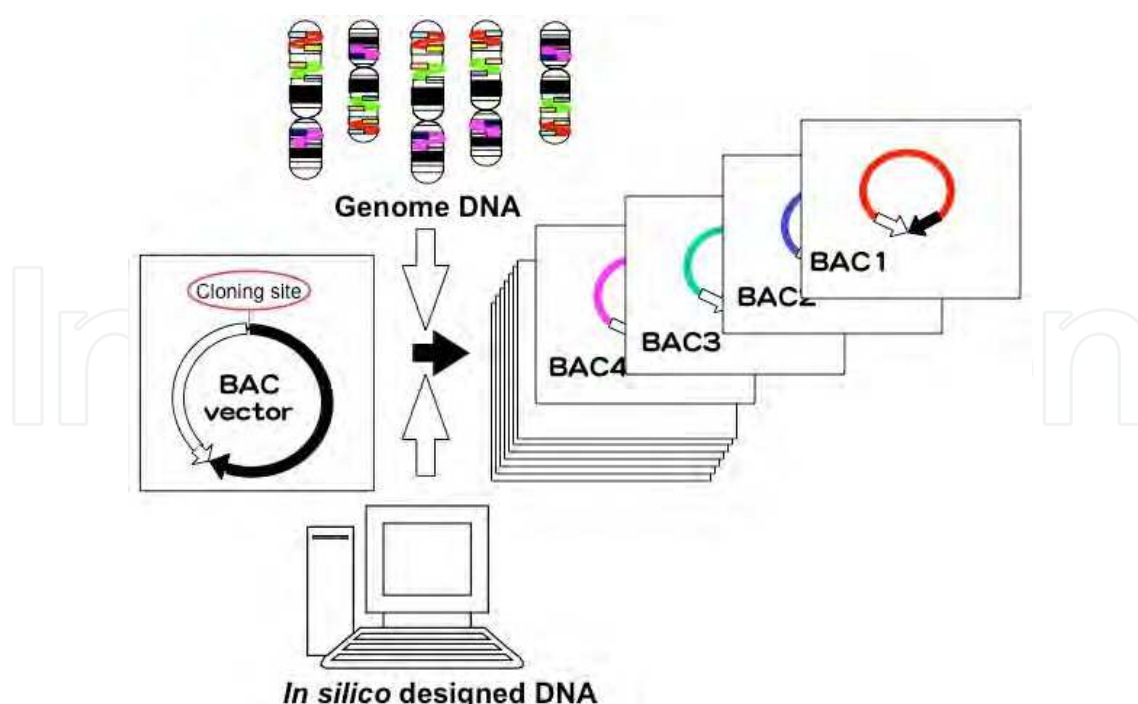 Genome DNA
Cloning site
BAC
vector
BAC1
BAC2
BAC3
BAC4
In silico designed DNA